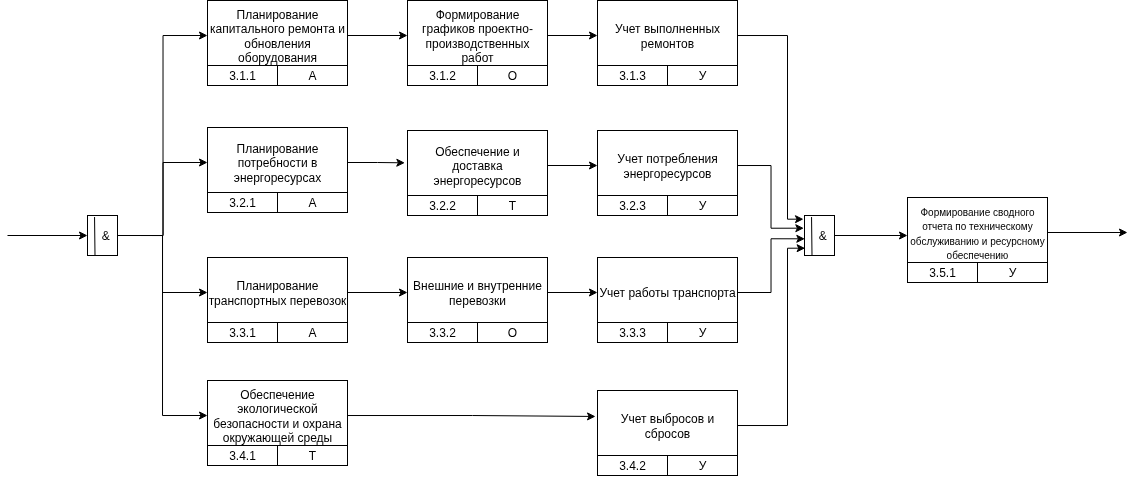 Планирование
капитального ремонта и
обновления
оборудования
3.1.1
А
Формирование
графиков проектно-
производственных
работ
3.1.2
О
Учет выполненных
ремонтов
3.1.3
У
Планирование
потребности в
энергоресурсах
3.2.1
А
Обеспечение и
доставка
энергоресурсов
3.2.2
Т
Учет потребления
энергоресурсов
3.2.3
У
&
&
Формирование сводного
отчета по техническому
обслуживанию и ресурсному
обеспечению
3.5.1
У
Планирование
транспортных перевозок
3.3.1
А
Внешние и внутренние
перевозки
3.3.2
О
Учет работы транспорта
3.3.3
У
Обеспечение
экологической
безопасности и охрана
окружающей среды
3.4.1
Т
Учет выбросов и
сбросов
3.4.2
У